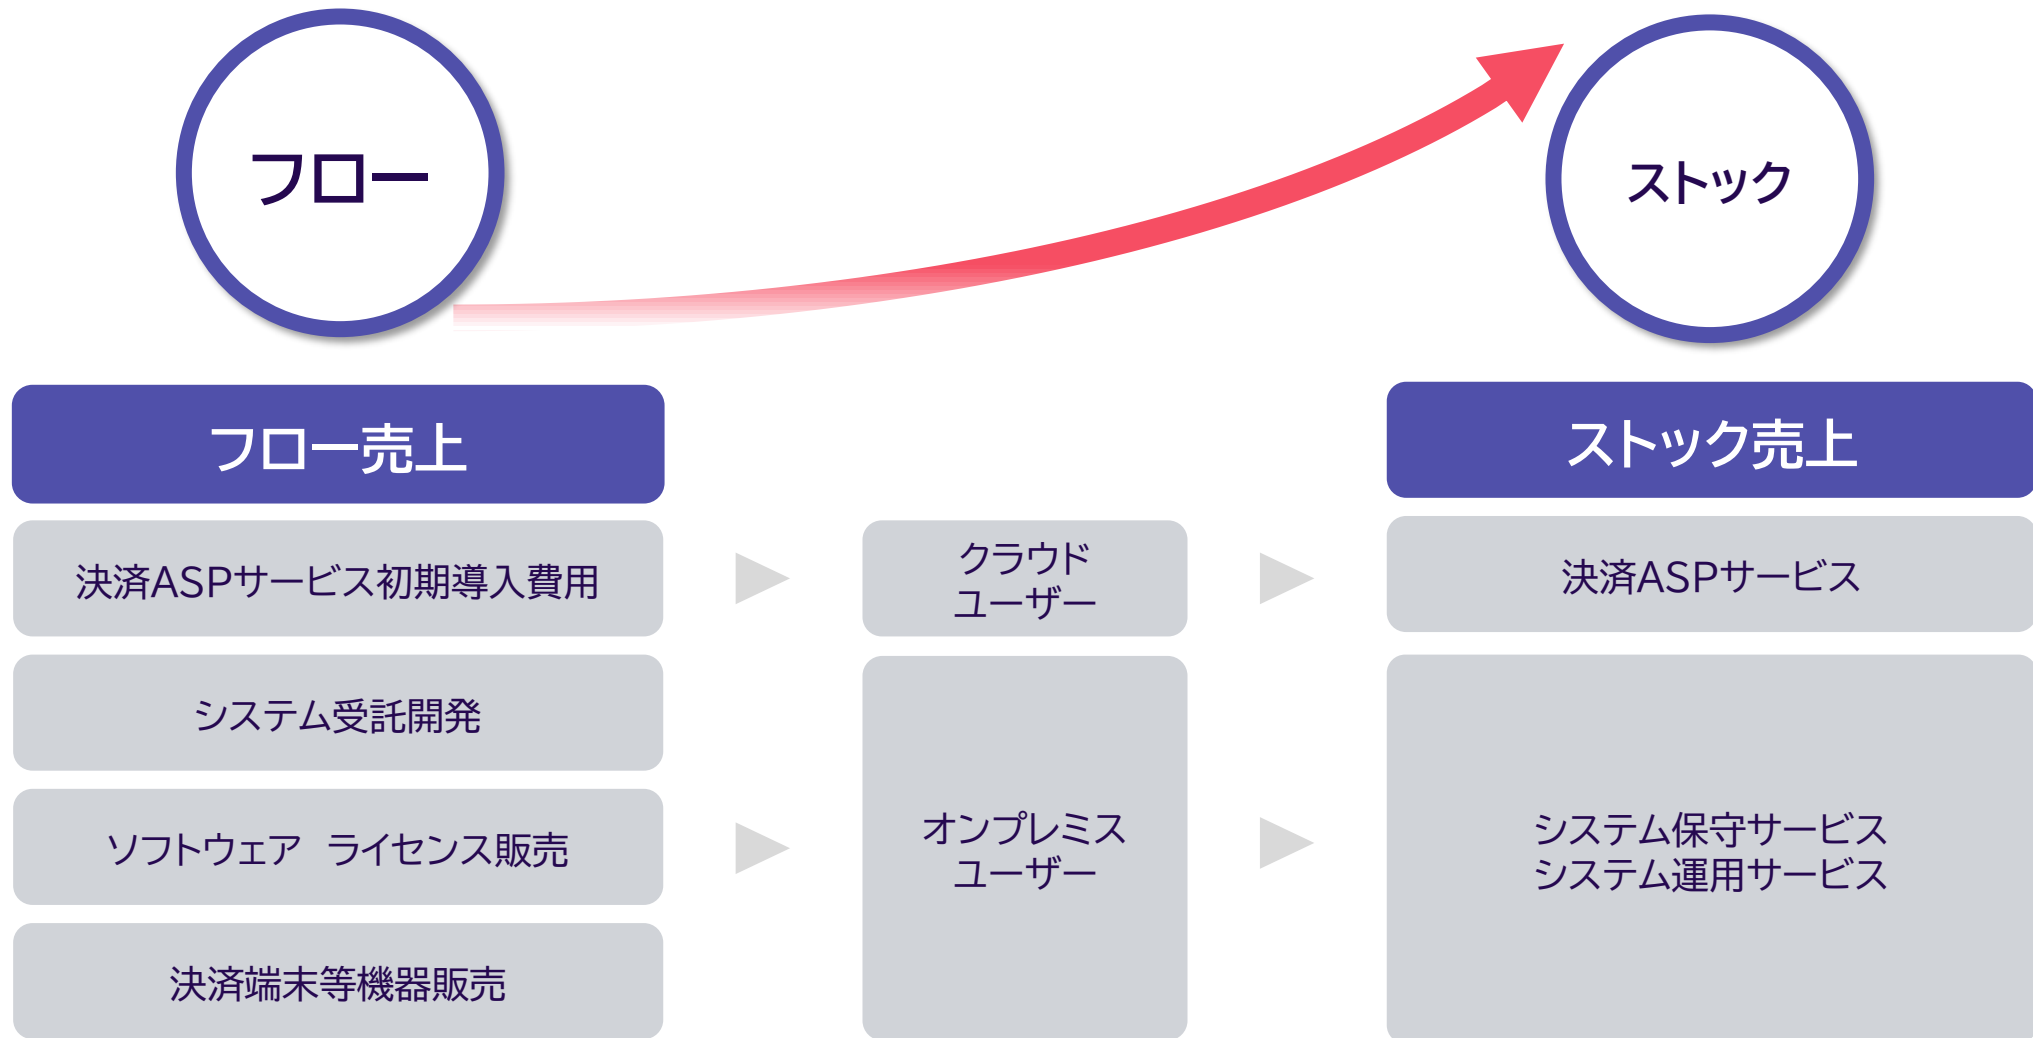 フロー
ストック
フロー売上
ストック売上
決済ASPサービス初期導入費用
クラウド
ユーザー
決済ASPサービス
システム受託開発
ソフトウェア　ライセンス販売
決済端末等機器販売
オンプレミス
ユーザー
システム保守サービス
システム運用サービス